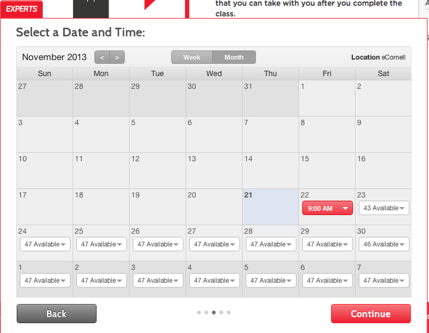 EXPERTS
that you can take with you after you complete the
class.
Select a Date and Time:
November 2013 < > Week Month Location eCornell
Sun Mon Tue Wed Thu Fri Sat
27 28 29 30 31 1 2
3 4 5 6 7 8 9
10 11 12 13 14 15 16
17 18 19 20 21 22 23
9:00 AM 43 Available
24 25 26 27 28 29 30
47 Available 47 Available 47 Available 47 Available 47 Available 47 Available 46 Available
1 2 3 4 5 6 7
47 Available 47 Available 47 Available 47 Available 47 Available 47 Available 47 Available
Back Continue